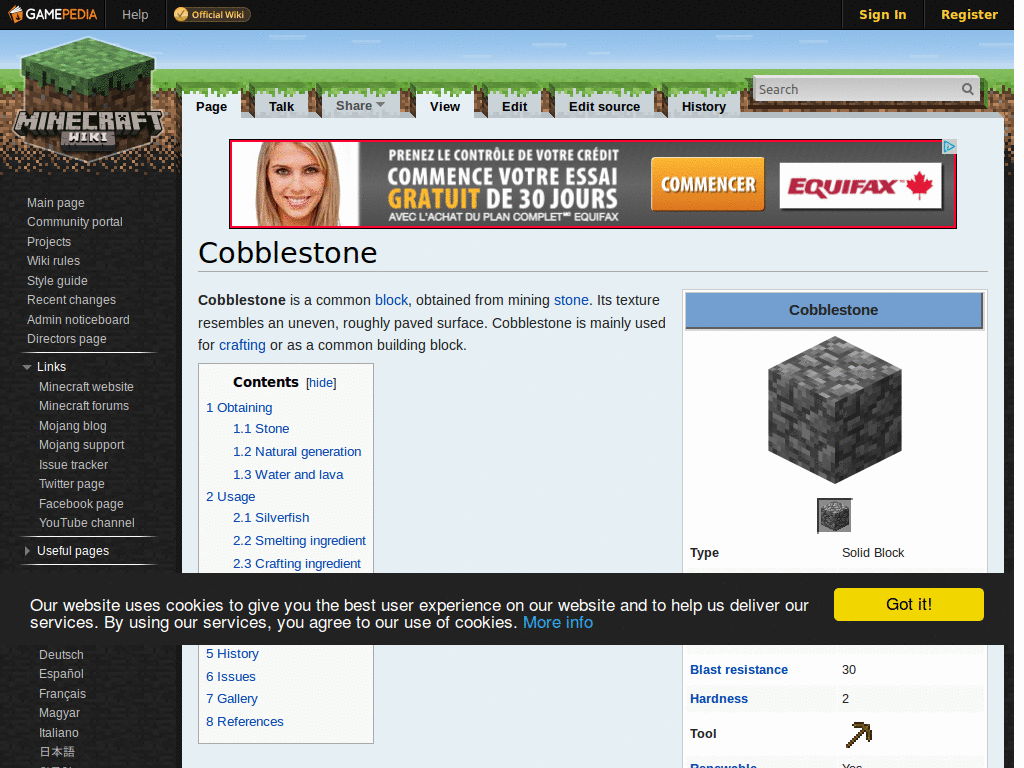 GAMEPEDIA
Help
Official Wiki
Sign In
Register
MINECRAFT
WIKI
Page
Talk
Share
View
Edit
Edit source
History
Search
PRENEZ LE CONTRÔLE DE VOTRE CRÉDIT
COMMENCE VOTRE ESSAI
GRATUIT DE 30 JOURS
AVEC L'ACHAT DU PLAN COMPLET MC EQUIFAX
COMMENCER
EQUIFAX
Main page
Community portal
Projects
Wiki rules
Style guide
Recent changes
Admin noticeboard
Directors page
Links
Minecraft website
Minecraft forums
Mojang blog
Mojang support
Issue tracker
Twitter page
Facebook page
YouTube channel
Useful pages
Cobblestone
Cobblestone is a common block, obtained from mining stone. Its texture
resembles an uneven, roughly paved surface. Cobblestone is mainly used
for crafting or as a common building block.
Contents [hide]
1 Obtaining
1.1 Stone
1.2 Natural generation
1.3 Water and lava
2 Usage
2.1 Silverfish
2.2 Smelting ingredient
2.3 Crafting ingredient
Cobblestone
Type Solid Block
Our website uses cookies to give you the best user experience on our website and to help us deliver our
services. By using our services, you agree to our use of cookies. More info
Got it!
Deutsch
Español
Français
Magyar
Italiano
日本語
5 History
6 Issues
7 Gallery
8 References
Blast resistance 30
Hardness 2
Tool
Renewable Yes